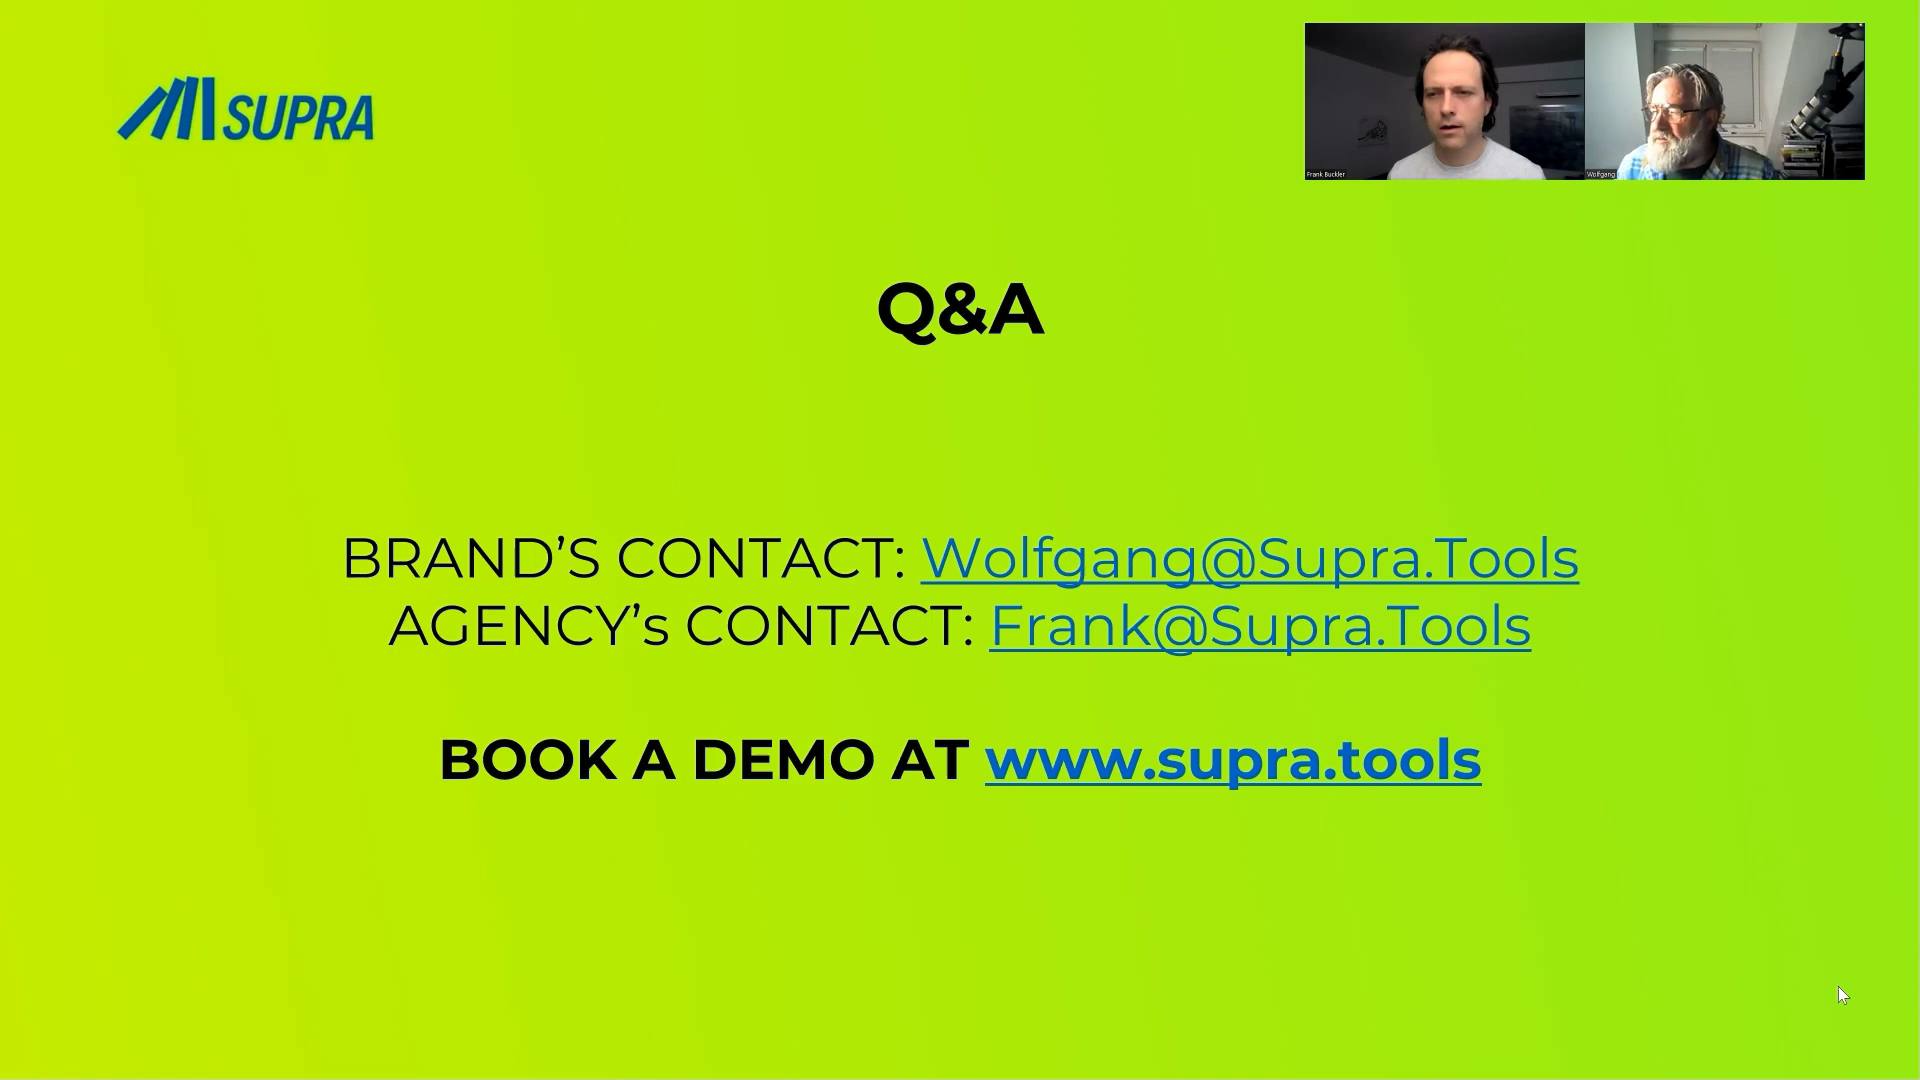 SUPRA
Frank Buckler
Wolfgang
Q&A
BRAND’S CONTACT: Wolfgang@Supra.Tools
AGENCY’s CONTACT: Frank@Supra.Tools
BOOK A DEMO AT www.supra.tools